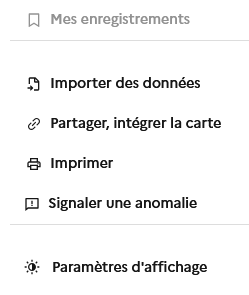 Mes enregistrements
Importer des données
Partager, intégrer la carte
Imprimer
Signaler une anomalie
Paramètres d'affichage